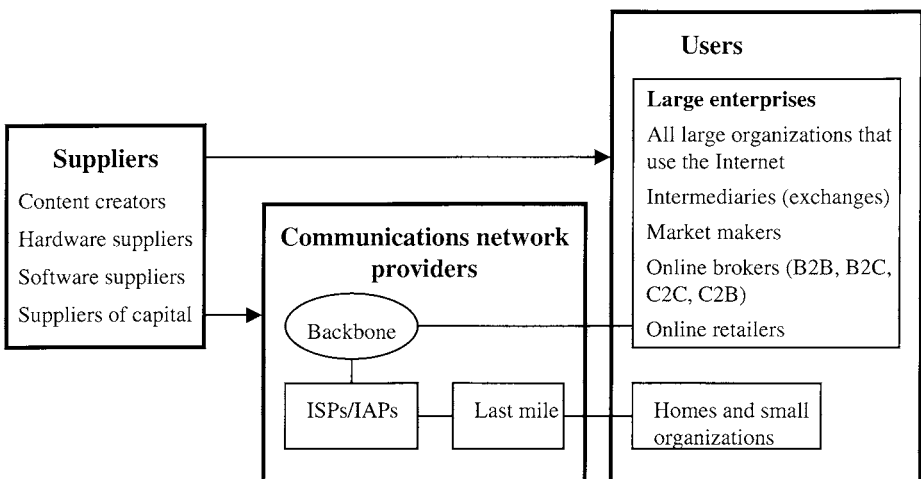 Suppliers
Content creators
Hardware suppliers
Software suppliers
Suppliers of capital
Communications network
providers
Backbone
ISPs/IAPs
Last mile
Users
Large enterprises
All large organizations that
use the Internet
Intermediaries (exchanges)
Market makers
Online brokers (B2B, B2C,
C2C, C2B)
Online retailers
Homes and small
organizations